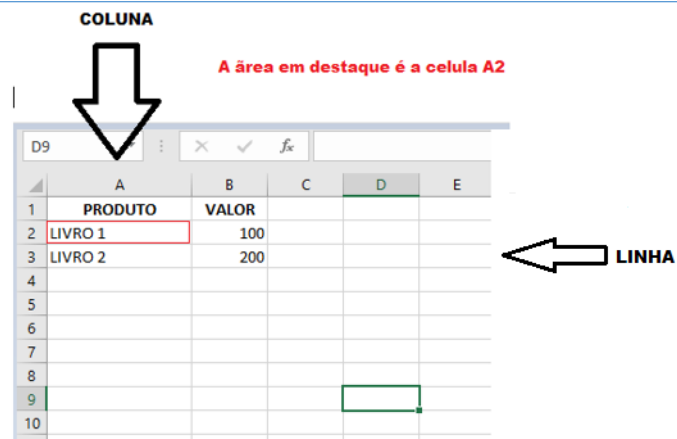 COLUNA
A ãrea em destaque é a celula A2
D9 fx
A B C D E
1 PRODUTO VALOR
2 LIVRO 1 100
3 LIVRO 2 200
LINHA
4
5
6
7
8
9
10